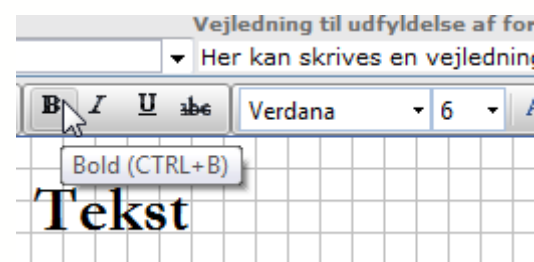 Vejledning til udfyldelse af for
Her kan skrives en vejledning
B I U abc Verdana 6 A
Bold (CTRL+B)
Tekst